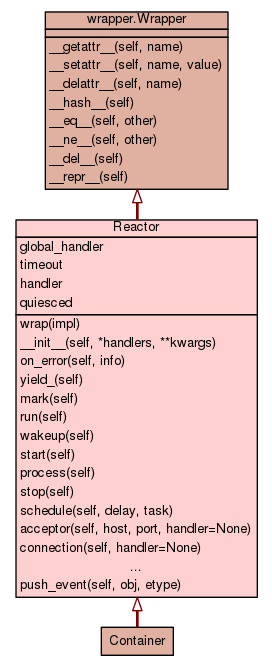 wrapper.Wrapper
__getattr__(self, name)
__setattr__(self, name, value)
__delattr__(self, name)
__hash__(self)
__eq__(self, other)
__ne__(self, other)
__del__(self)
__repr__(self)
Reactor
global_handler
timeout
handler
quiesced
wrap(impl)
__init__(self, *handlers, **kwargs)
on_error(self, info)
yield_(self)
mark(self)
run(self)
wakeup(self)
start(self)
process(self)
stop(self)
schedule(self, delay, task)
acceptor(self, host, port, handler=None)
connection(self, handler=None)
...
push_event(self, obj, etype)
Container